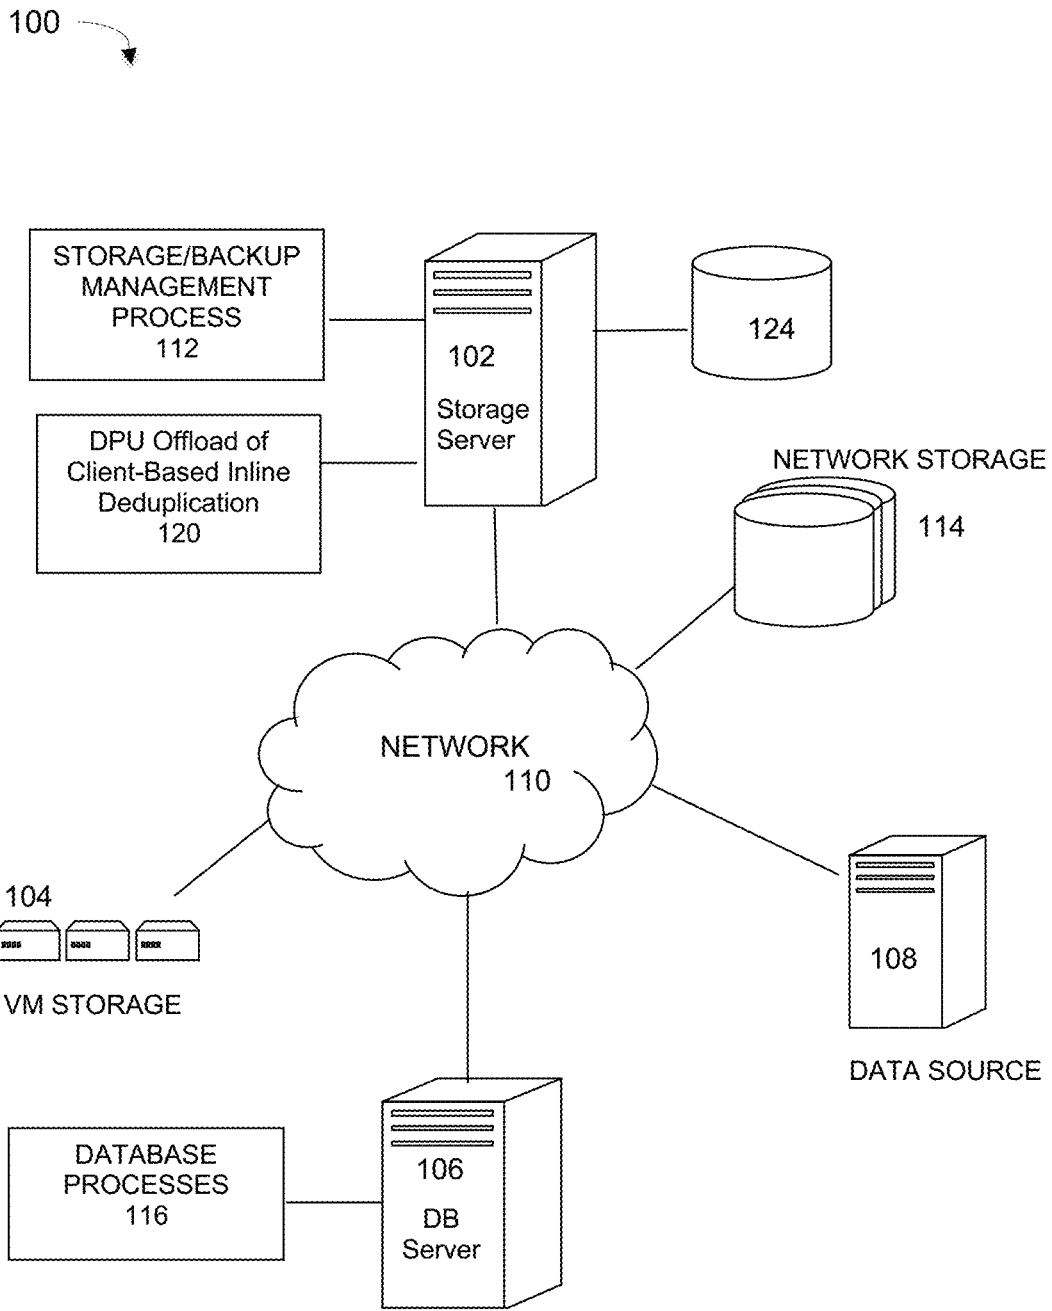 100
STORAGE/BACKUP
MANAGEMENT
PROCESS
112
102
Storage
Server
124
DPU Offload of
Client-Based Inline
Deduplication
120
NETWORK STORAGE
114
NETWORK
110
104
VM STORAGE
108
DATA SOURCE
DATABASE
PROCESSES
116
106
DB
Server